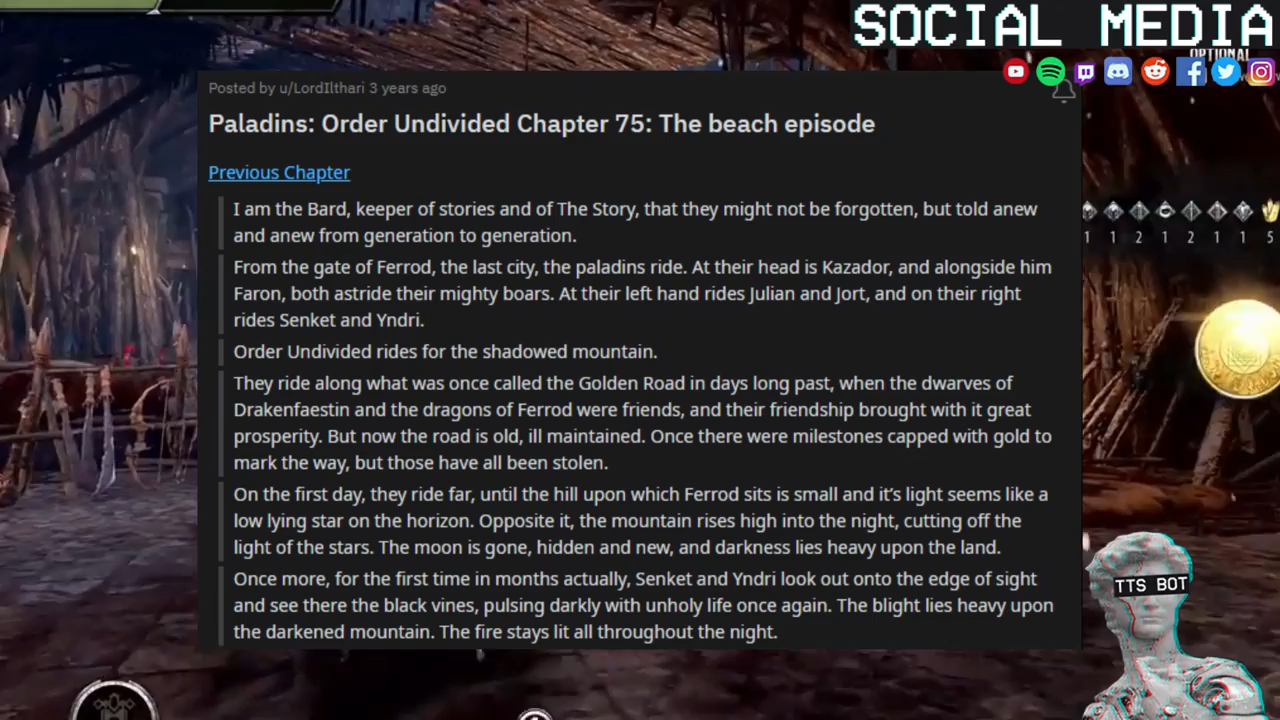 SOCIAL MEDIA
OPTIONAL
Posted by u/LordIlthari 3 years ago
Paladins: Order Undivided Chapter 75: The beach episode
Previous Chapter
I am the Bard, keeper of stories and of The Story, that they might not be forgotten, but told anew
and anew from generation to generation.
From the gate of Ferrod, the last city, the paladins ride. At their head is Kazador, and alongside him
Faron, both astride their mighty boars. At their left hand rides Julian and Jort, and on their right
rides Senket and Yndri.
Order Undivided rides for the shadowed mountain.
They ride along what was once called the Golden Road in days long past, when the dwarves of
Drakenfaestin and the dragons of Ferrod were friends, and their friendship brought with it great
prosperity. But now the road is old, ill maintained. Once there were milestones capped with gold to
mark the way, but those have all been stolen.
On the first day, they ride far, until the hill upon which Ferrod sits is small and it’s light seems like a
low lying star on the horizon. Opposite it, the mountain rises high into the night, cutting off the
light of the stars. The moon is gone, hidden and new, and darkness lies heavy upon the land.
Once more, for the first time in months actually, Senket and Yndri look out onto the edge of sight
and see there the black vines, pulsing darkly with unholy life once again. The blight lies heavy upon
the darkened mountain. The fire stays lit all throughout the night.
1 1 2 1 2 1 1 5
TTS BOT